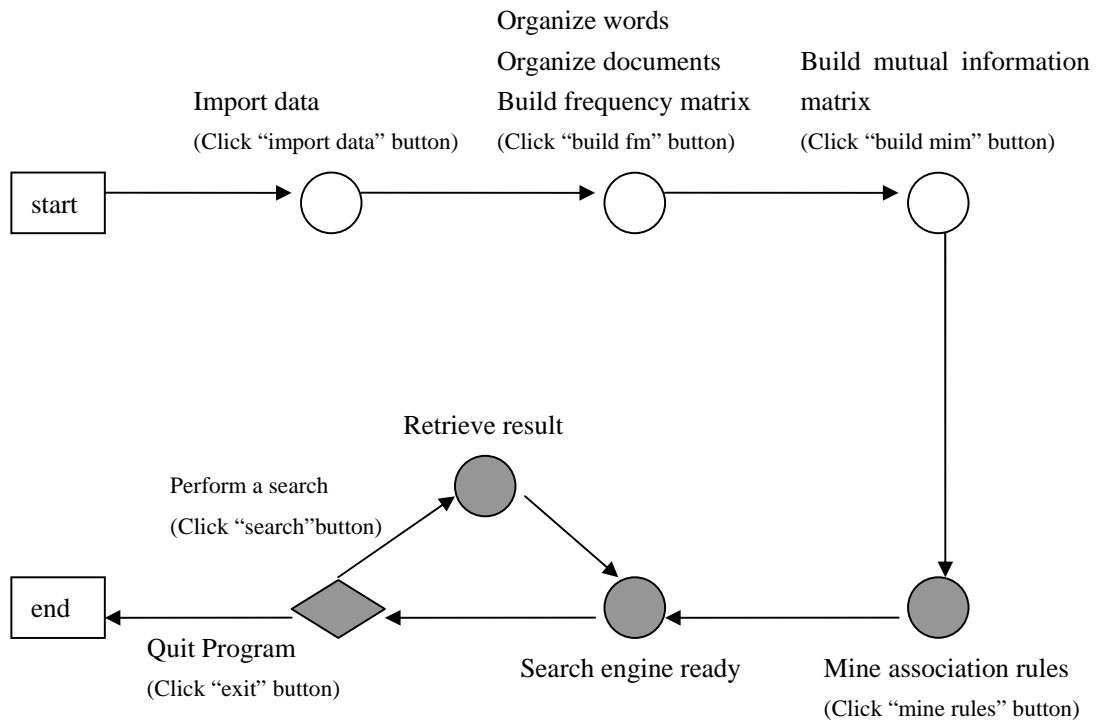 Import data
(Click “import data” button)
Organize words
Organize documents
Build frequency matrix
(Click “build fm” button)
Build mutual information
matrix
(Click “build mim” button)
start
Retrieve result
Perform a search
(Click “search”button)
end
Quit Program
(Click “exit” button)
Search engine ready
Mine association rules
(Click “mine rules” button)